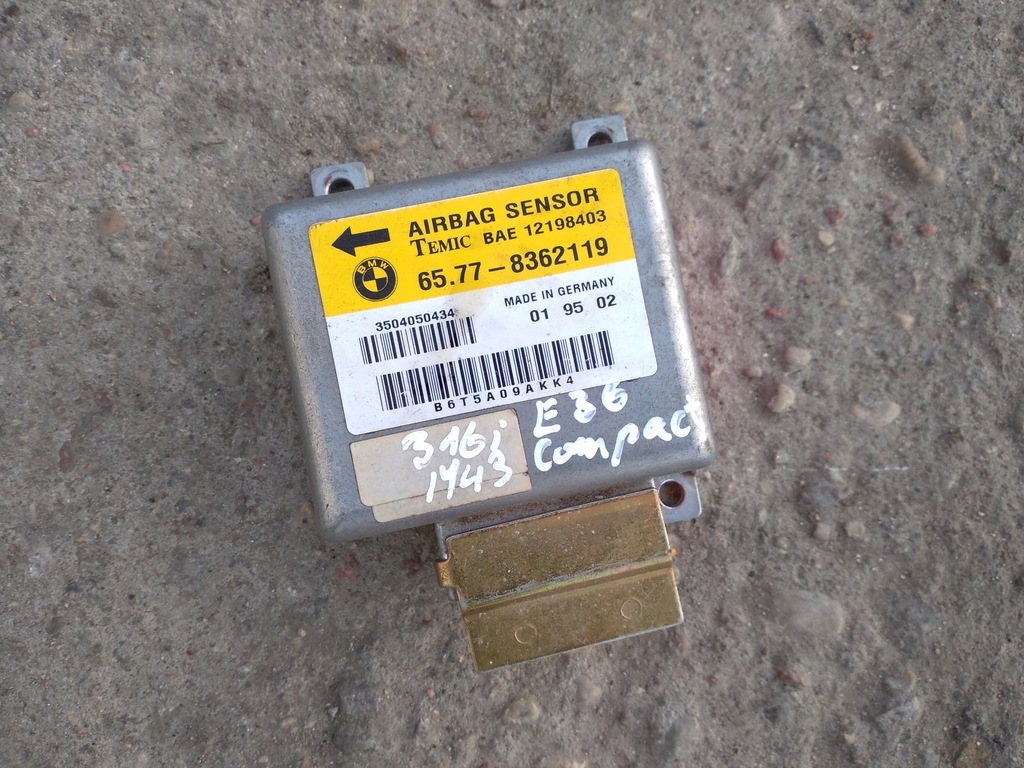 AIRBAG SENSOR
TEMIC BAE 12198403
BMW
65.77-8362119
MADE IN GERMANY
3504050434
01 95 02
B6T5A09AKK4
316i E36
1943 Compact